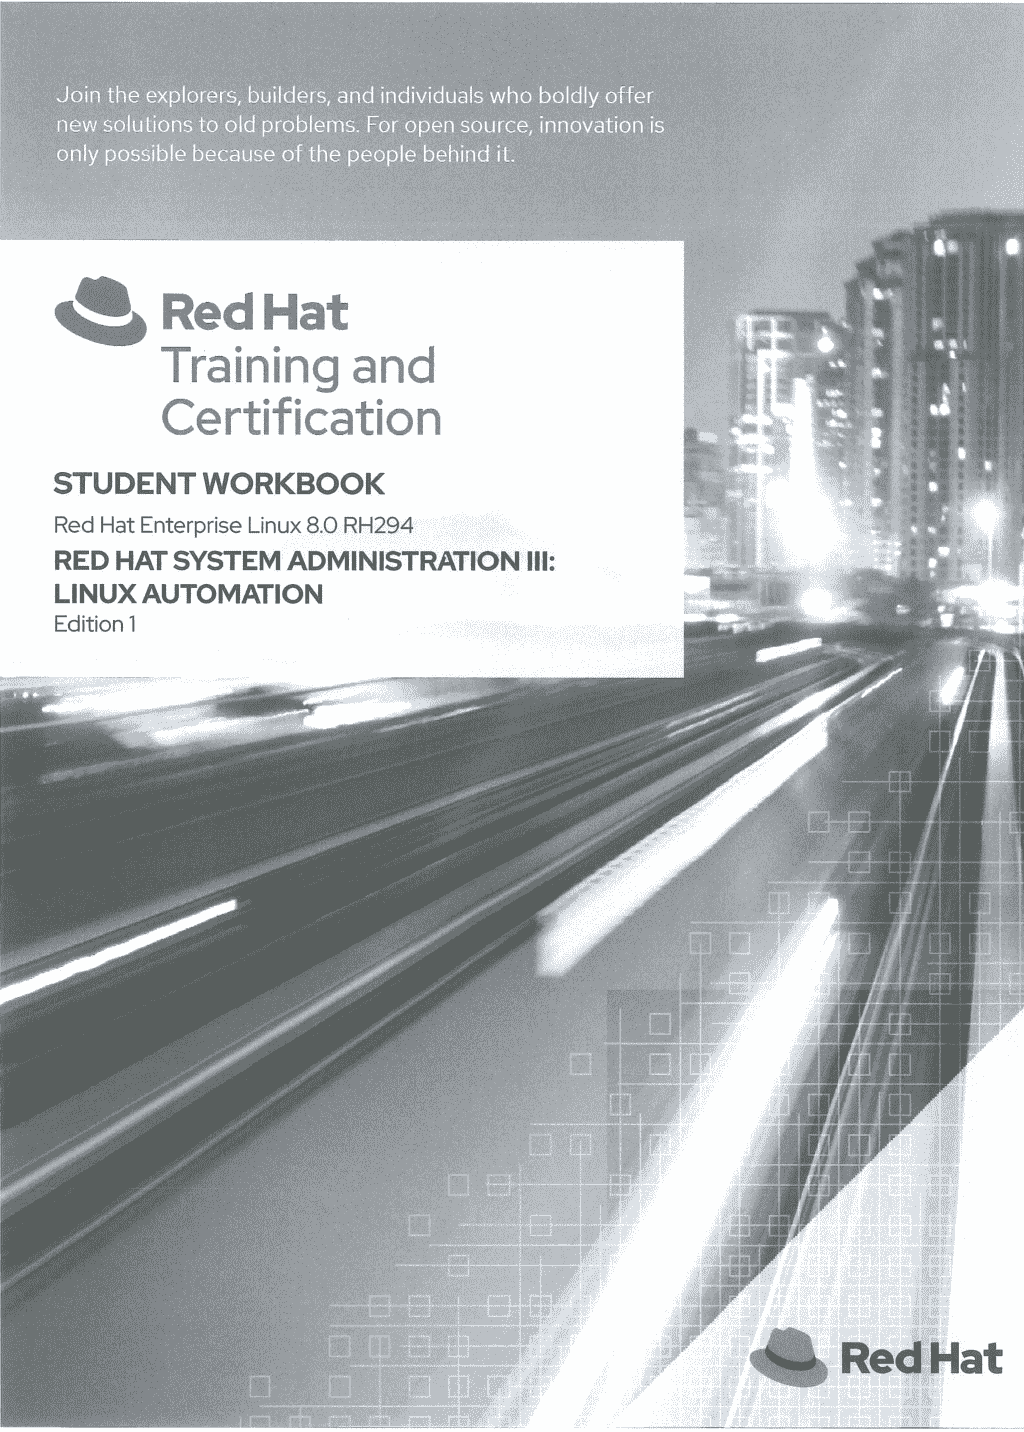 Join the explorers, builders, and individuals who boldly offer
new solutions to old problems. For open source, innovation is
only possible because of the people behind it.
Red Hat
Training and
Certification
STUDENT WORKBOOK
Red Hat Enterprise Linux 8.0 RH294
RED HAT SYSTEM ADMINISTRATION III:
LINUX AUTOMATION
Edition 1
Red Hat